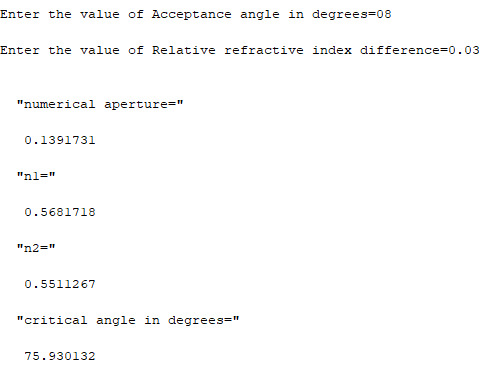 Enter the value of Acceptance angle in degrees=08
Enter the value of Relative refractive index difference=0.03
"numerical aperture="
0.1391731
"n1="
0.5681718
"n2="
0.5511267
"critical angle in degrees="
75.930132